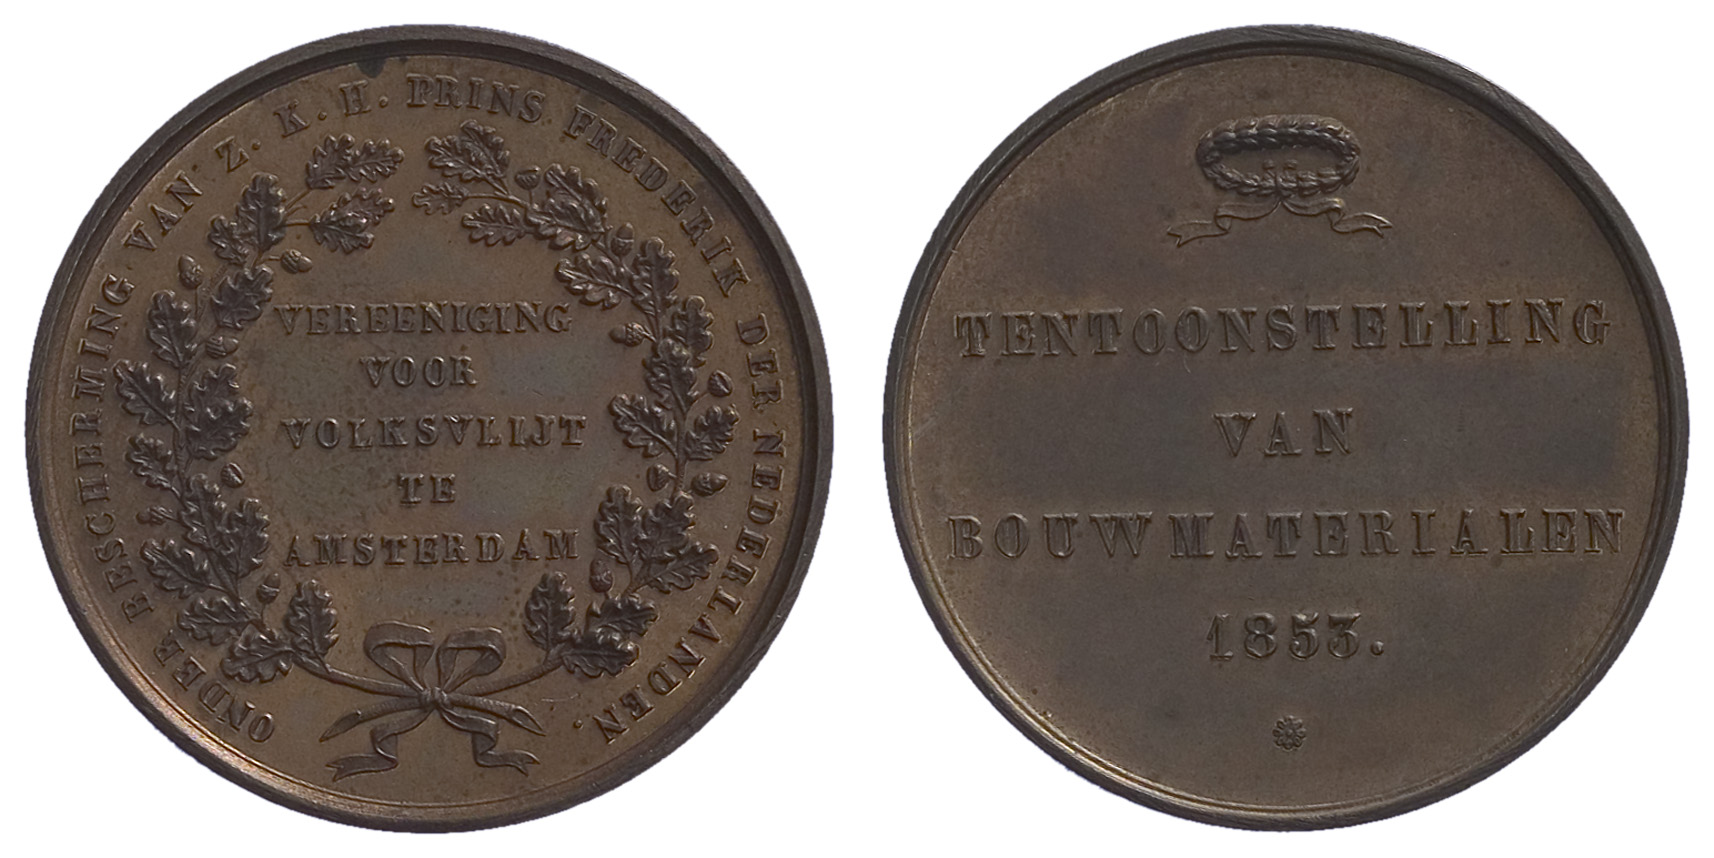 ONDER BESCHERMING VAN Z. K. H. PRINS FREDERIK DER NEDERLANDEN.
VEREENIGING
VOOR
VOLKSVLIJT
TE
AMSTERDAM
TENTOONSTELLING
VAN
BOUWMATERIALEN
1853.